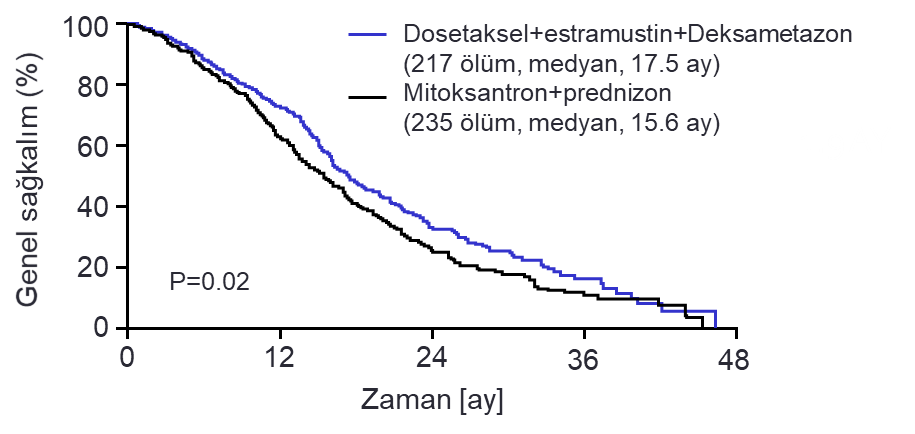 Genel sağkalım (%)
100
80
60
40
20
0
Dosetaksel+estramustin+Deksametazon
(217 ölüm, medyan, 17.5 ay)
Mitoksantron+prednizon
(235 ölüm, medyan, 15.6 ay)
P=0.02
0 12 24 36 48
Zaman [ay]